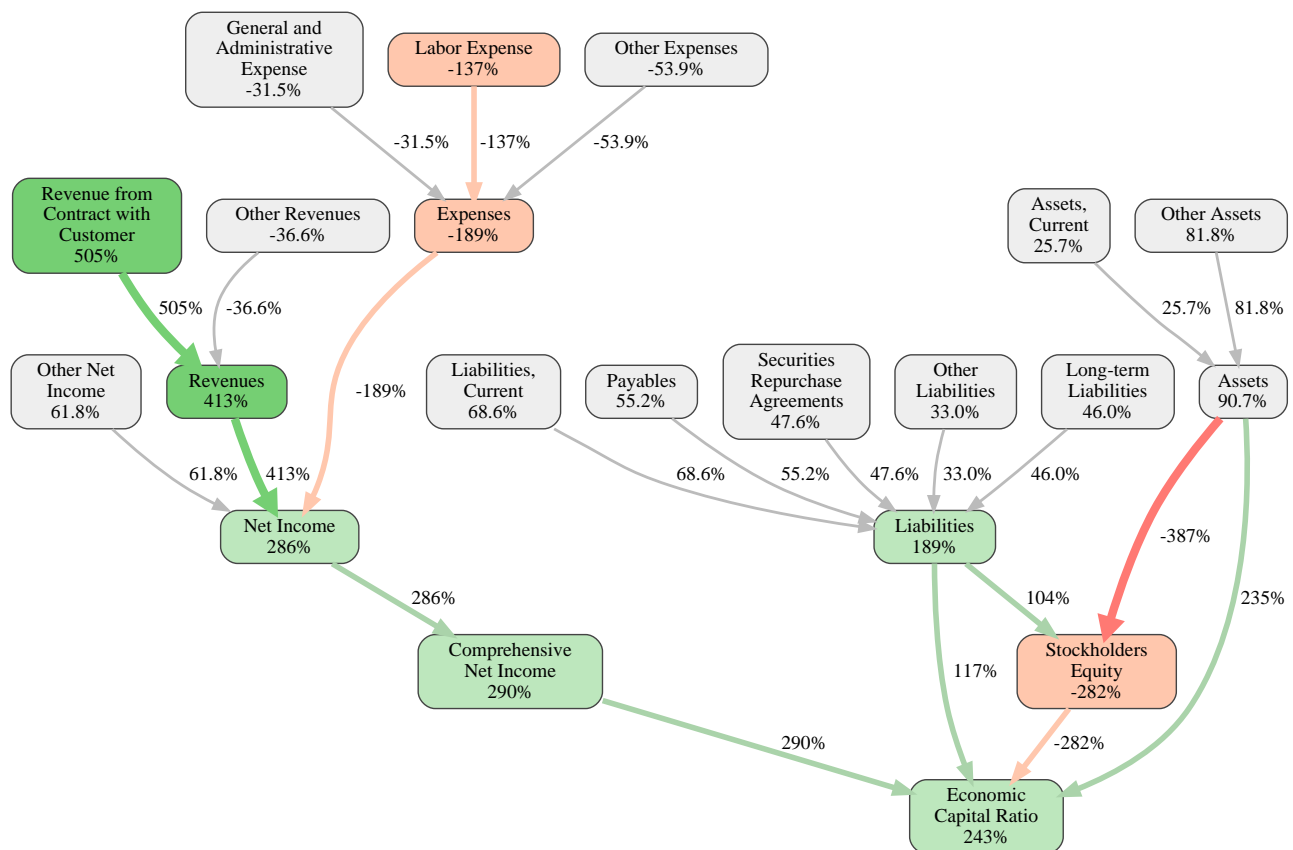 General and
Administrative
Expense
-31.5%
Labor Expense
-137%
Other Expenses
-53.9%
-31.5%
-137%
-53.9%
Revenue from
Contract with
Customer
505%
Other Revenues
-36.6%
Expenses
-189%
Assets,
Current
25.7%
Other Assets
81.8%
505%
-36.6%
25.7%
81.8%
Other Net
Income
61.8%
Revenues
413%
-189%
Liabilities,
Current
68.6%
Payables
55.2%
Securities
Repurchase
Agreements
47.6%
Other
Liabilities
33.0%
Long-term
Liabilities
46.0%
Assets
90.7%
61.8%
413%
68.6%
55.2%
47.6%
33.0%
46.0%
Net Income
286%
Liabilities
189%
-387%
286%
104%
235%
Comprehensive
Net Income
290%
117%
Stockholders
Equity
-282%
290%
-282%
Economic
Capital Ratio
243%